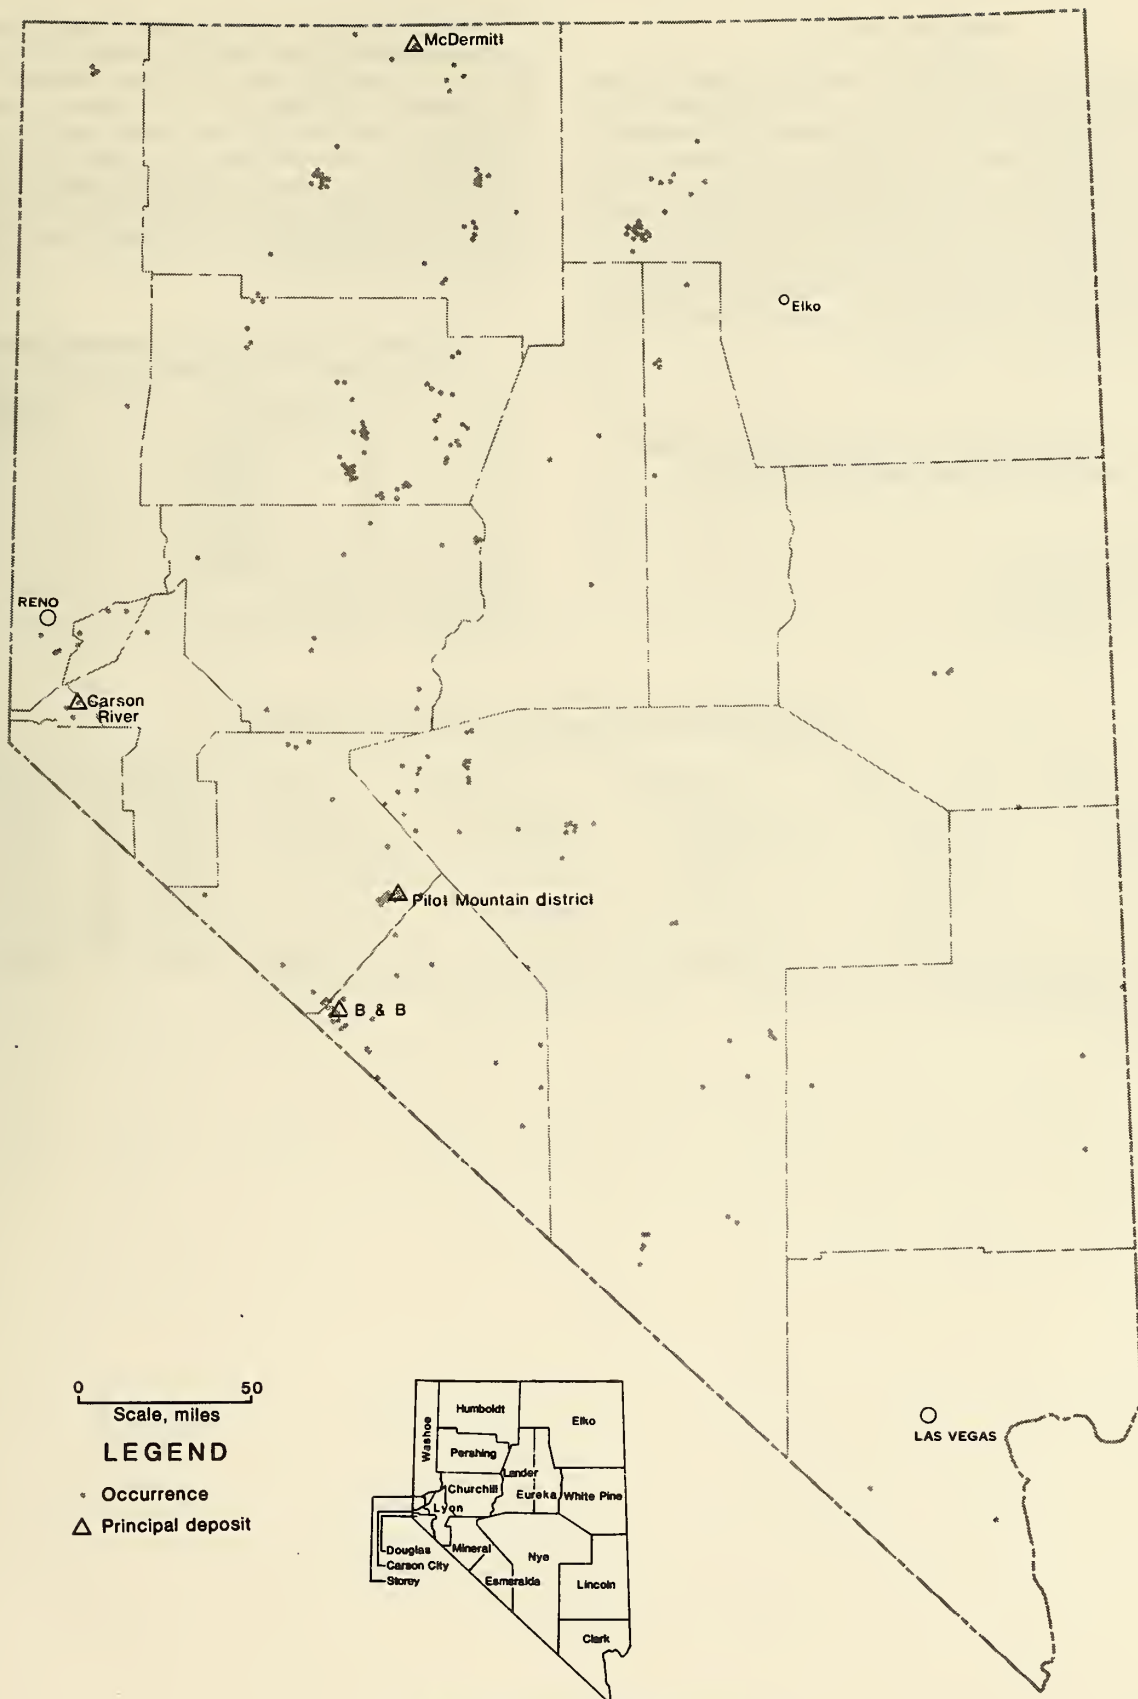 McDermitt
Elko
RENO
Carson
River
Pilot Mountain district
B & B
0 50
Scale, miles
LEGEND
Occurrence
Principal deposit
LAS VEGAS
Washoe
Humboldt
Elko
Pershing
Lander
Churchill
Eureka
White Pine
Lyon
Douglas
Carson City
Storey
Mineral
Nye
Esmeralda
Lincoln
Clark